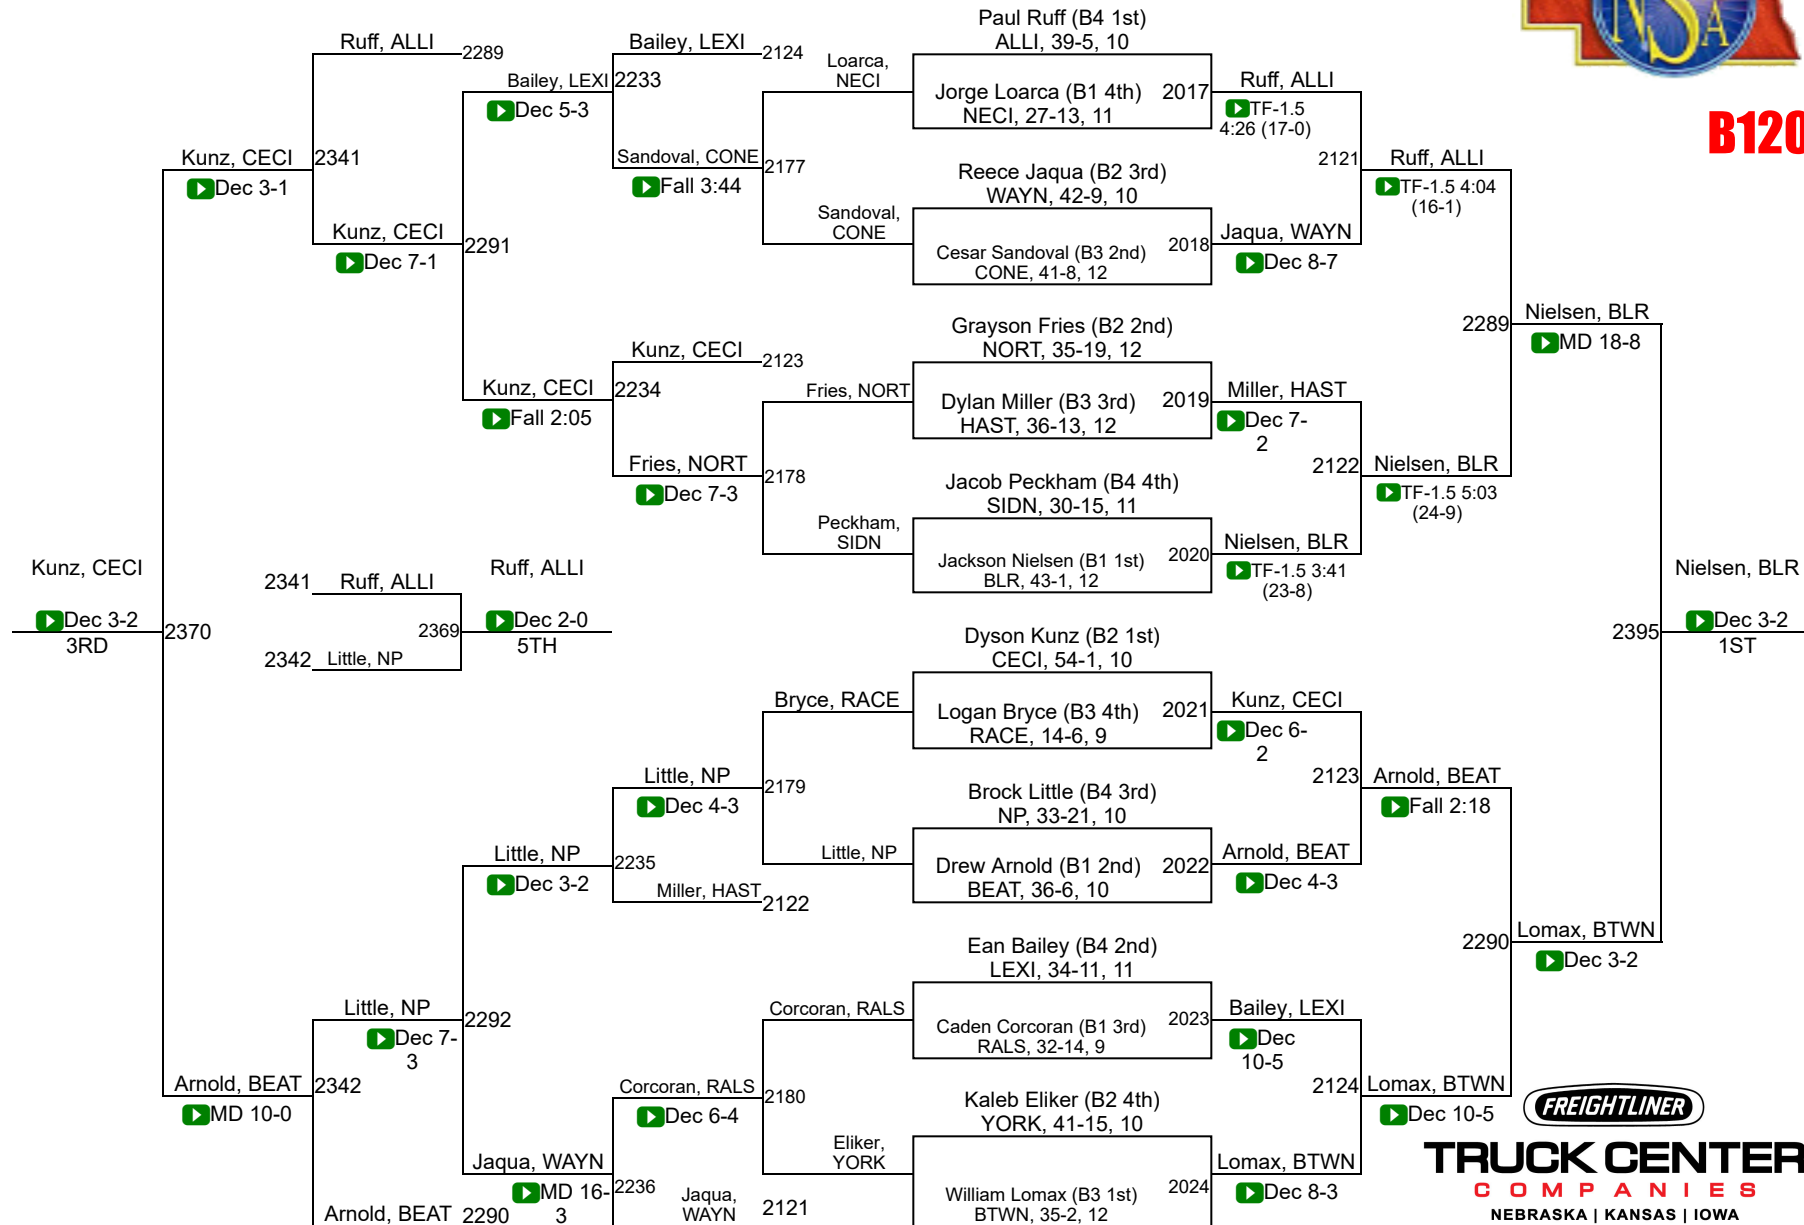 Paul Ruff (B4 1st)
ALLI, 39-5, 10
Jorge Loarca (B1 4th)
NECI, 27-13, 11
2017
Reece Jaqua (B2 3rd)
WAYN, 42-9, 10
Cesar Sandoval (B3 2nd)
CONE, 41-8, 12
2018
Grayson Fries (B2 2nd)
NORT, 35-19, 12
Dylan Miller (B3 3rd)
HAST, 36-13, 12
2019
Jacob Peckham (B4 4th)
SIDN, 30-15, 11
Jackson Nielsen (B1 1st)
BLR, 43-1, 12
2020
Dyson Kunz (B2 1st)
CECI, 54-1, 10
Logan Bryce (B3 4th)
RACE, 14-6, 9
2021
Brock Little (B4 3rd)
NP, 33-21, 10
Drew Arnold (B1 2nd)
BEAT, 36-6, 10
2022
Ean Bailey (B4 2nd)
LEXI, 34-11, 11
Caden Corcoran (B1 3rd)
RALS, 32-14, 9
2023
Kaleb Eliker (B2 4th)
YORK, 41-15, 10
William Lomax (B3 1st)
BTWN, 35-2, 12
2024
Ruff, ALLI
TF-1.5
4:26 (17-0)
2121
Jaqua, WAYN
Dec 8-7
Miller, HAST
Dec 7-
2
2122
Nielsen, BLR
TF-1.5 3:41
(23-8)
Kunz, CECI
Dec 6-
2
2123
Arnold, BEAT
Dec 4-3
Bailey, LEXI
Dec
10-5
2124
Lomax, BTWN
Dec 8-3
Ruff, ALLI
TF-1.5 4:04
(16-1)
2289
Nielsen, BLR
TF-1.5 5:03
(24-9)
Arnold, BEAT
Fall 2:18
2290
Lomax, BTWN
Dec 10-5
Nielsen, BLR
MD 18-8
2395
Lomax, BTWN
Dec 3-2
Nielsen, BLR
Dec 3-2
1ST
Loarca,
NECI
2177
Sandoval,
CONE
Fries, NORT
2178
Peckham,
SIDN
Bryce, RACE
2179
Little, NP
Corcoran, RALS
2180
Eliker,
YORK
Jaqua,
WAYN
2121
Bailey, LEXI
2124
2233
Sandoval, CONE
Fall 3:44
Kunz, CECI
2123
2234
Fries, NORT
Dec 7-3
Little, NP
Dec 4-3
2235
Miller, HAST
2122
Corcoran, RALS
Dec 6-4
2236
Bailey, LEXI
Dec 5-3
2291
Kunz, CECI
Fall 2:05
Little, NP
Dec 3-2
2292
Jaqua, WAYN
MD 16-
3
Ruff, ALLI
2289
2341
Kunz, CECI
Dec 7-1
Little, NP
Dec 7-
3
2342
Arnold, BEAT
2290
Kunz, CECI
Dec 3-1
2370
Arnold, BEAT
MD 10-0
Kunz, CECI
Dec 3-2
3RD
2341
Ruff, ALLI
2369
2342
Little, NP
Ruff, ALLI
Dec 2-0
5TH
NSA
B120
FREIGHTLINER
TRUCK CENTER
COMPANIES
NEBRASKA | KANSAS | IOWA